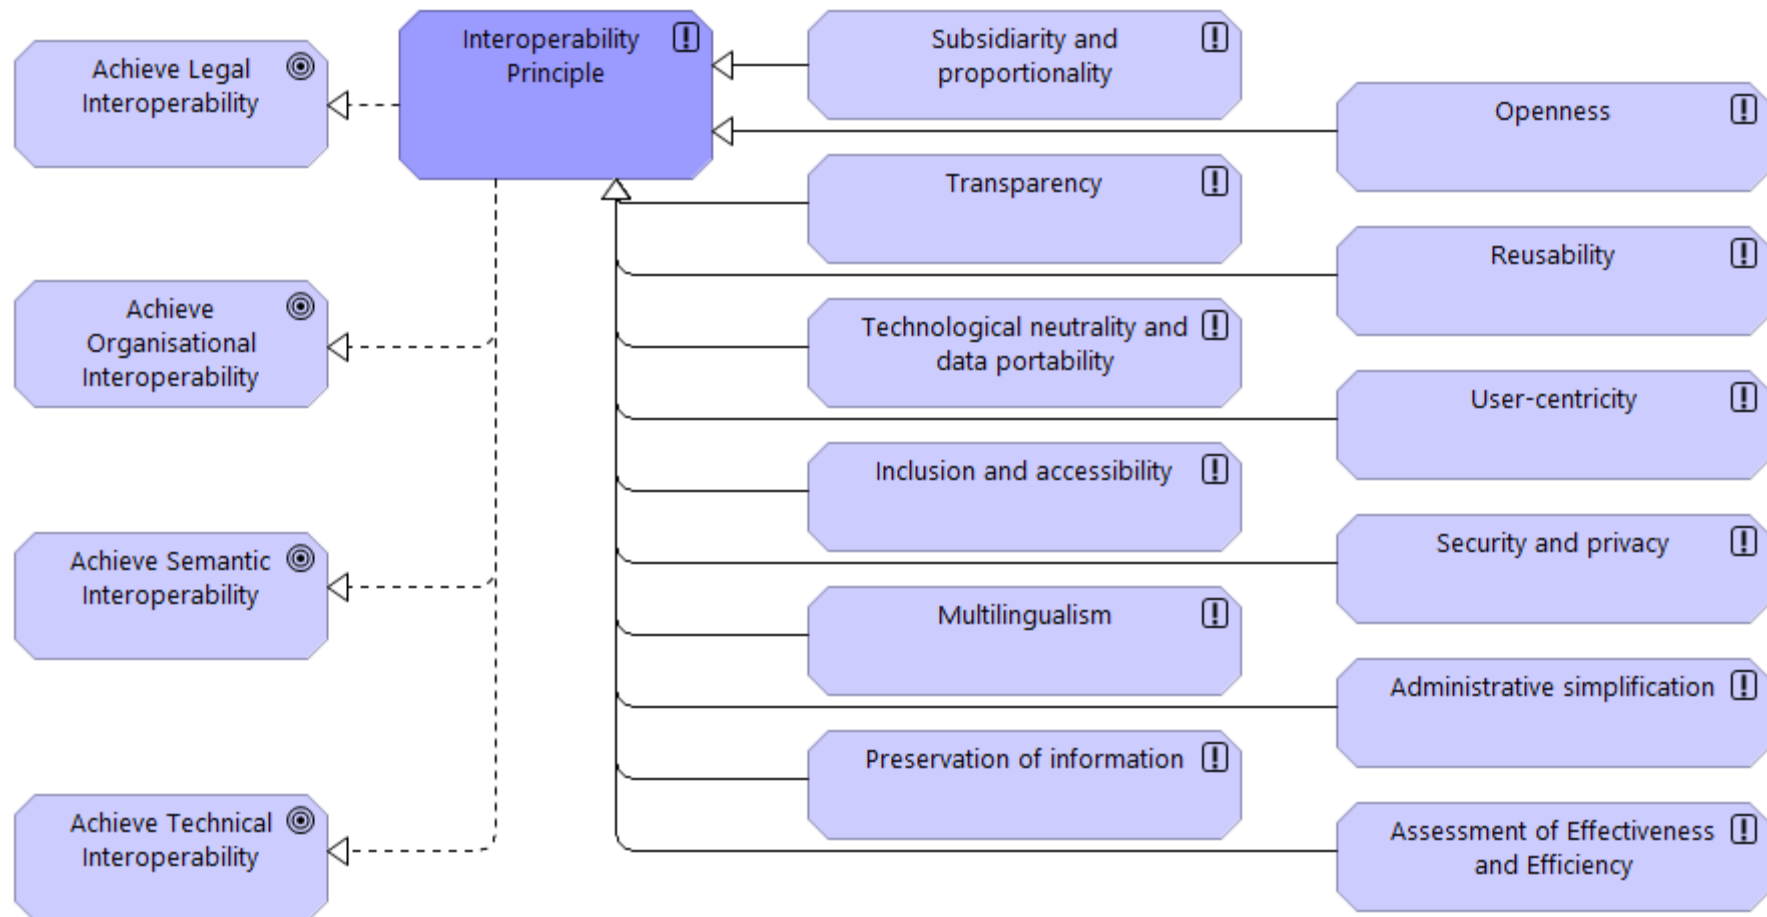 Achieve Legal
Interoperability
Interoperability
Principle
Subsidiarity and
proportionality
Openness
Transparency
Reusability
Achieve
Organisational
Interoperability
Technological neutrality and
data portability
User-centricity
Inclusion and accessibility
Achieve Semantic
Interoperability
Security and privacy
Multilingualism
Administrative simplification
Preservation of information
Achieve Technical
Interoperability
Assessment of Effectiveness
and Efficiency